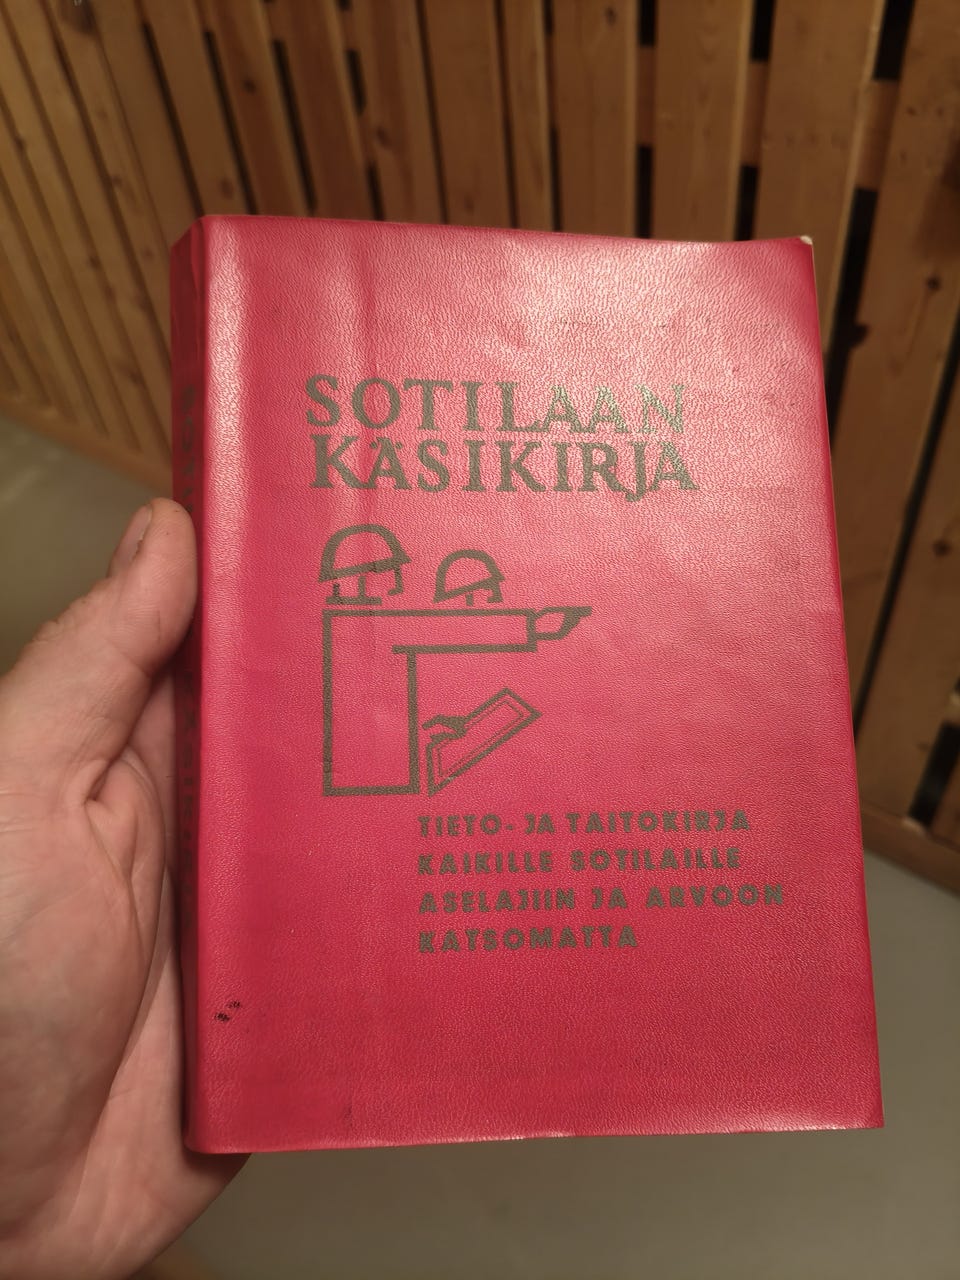 SOTILAAN
KÄSIKIRJA
TIETO- JA TAITOKIRJA
KAIKILLE SOTILAILLE
ASELAJIIN JA ARVOON
KATSOMATTA